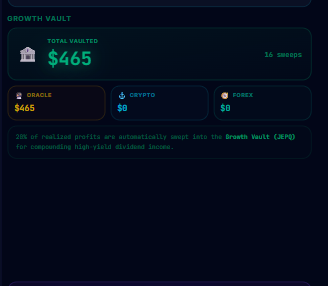 GROWTH VAULT
TOTAL VAULTED
$465
16 sweeps
ORACLE
$465
CRYPTO
$0
FOREX
$0
20% of realized profits are automatically swept into the Growth Vault (JEPQ)
for compounding high-yield dividend income.